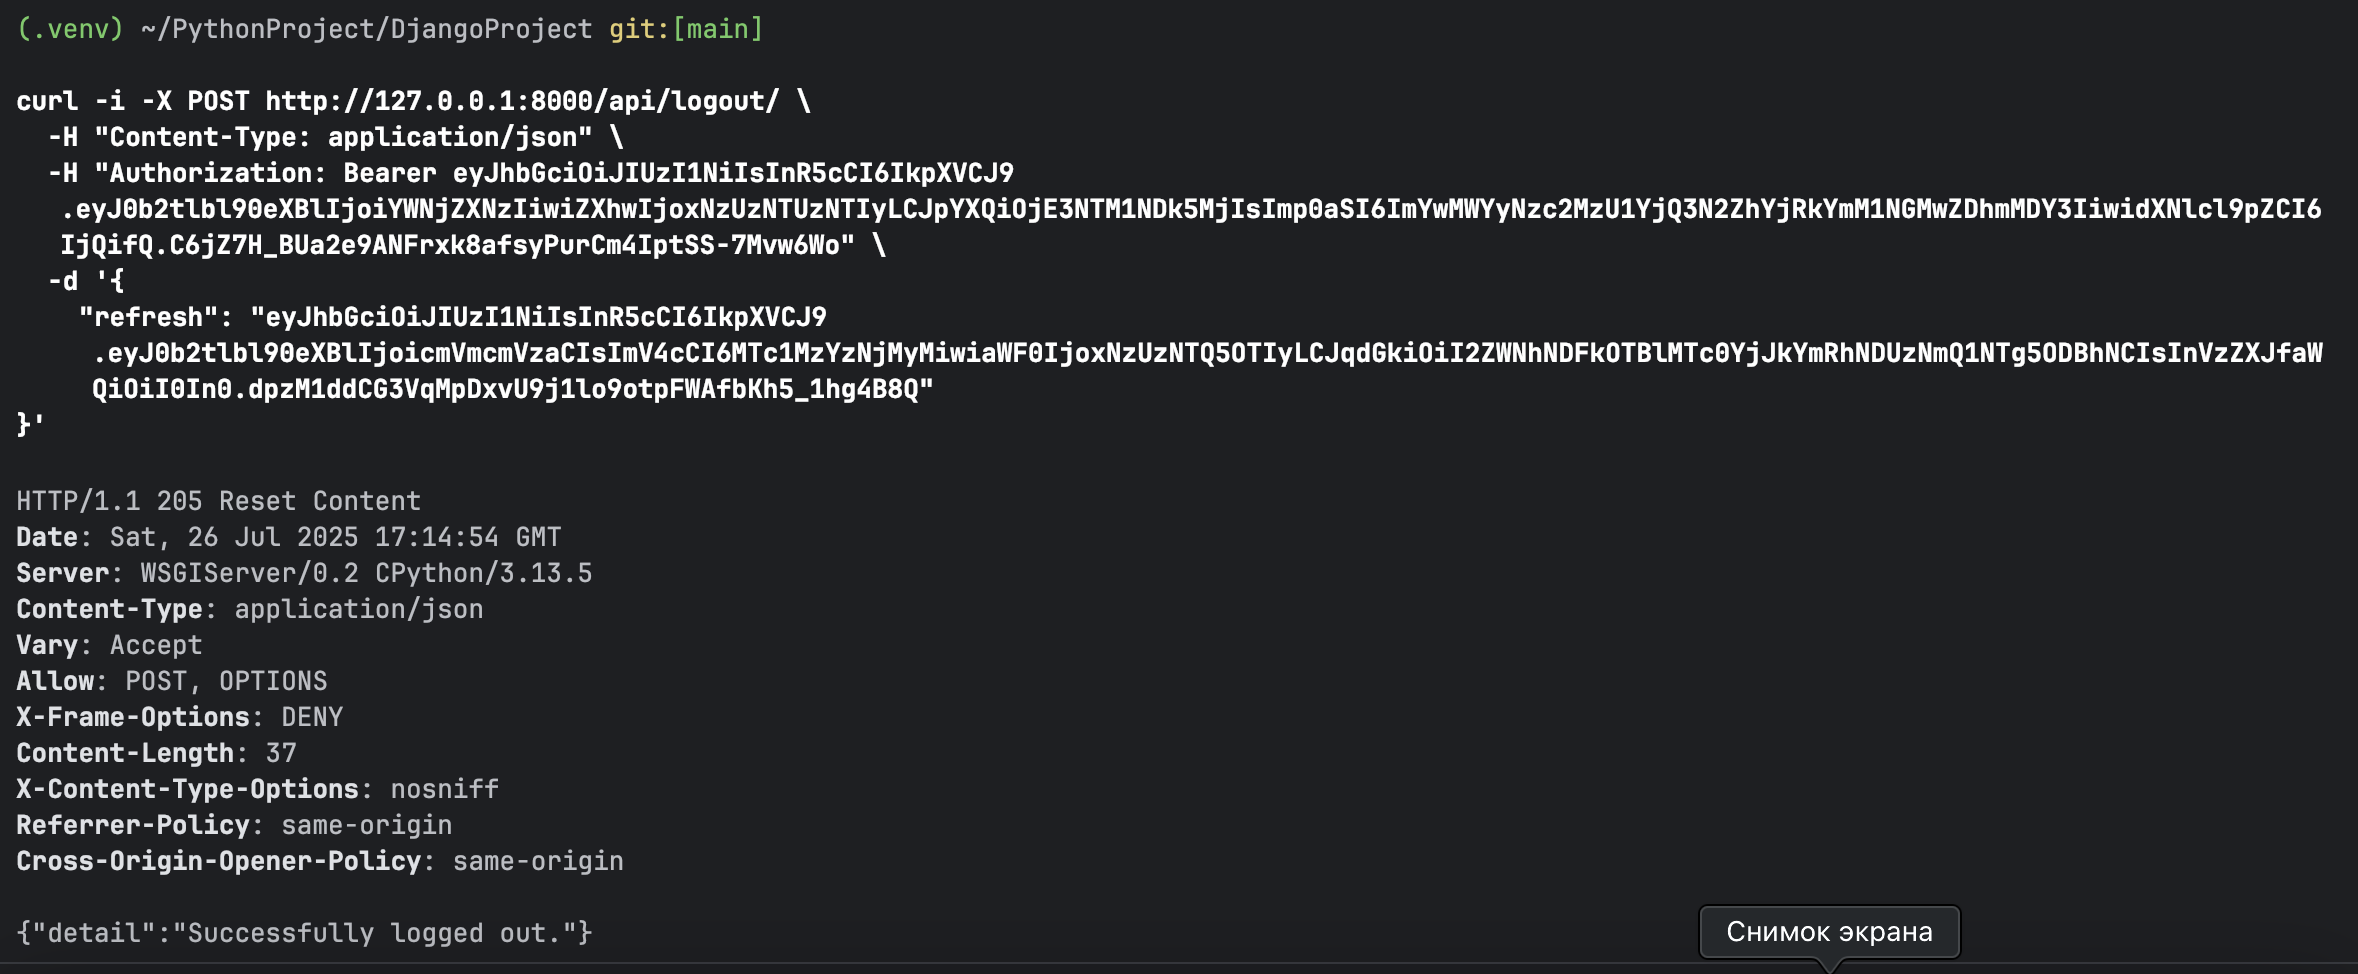 (.venv) ~/PythonProject/DjangoProject git:[main]
curl -i -X POST http://127.0.0.1:8000/api/logout/ \
-H "Content-Type: application/json" \
-H "Authorization: Bearer eyJhbGciOiJIUzI1NiIsInR5cCI6IkpXVCJ9
.eyJ0b2tlbl90eXBlIjoiYWNjZXNzIiwiZXhwIjoxNzUzNTUzNTIyLCJpYXQiOjE3NTM1NDk5MjIsImp0aSI6ImYwMWYyNzc2MzU1YjQ3N2ZhYjRkYmM1NGMwZDhmMDY3IiwidXNlcl9pZCI6
IjQifQ.C6jZ7H_BUa2e9ANFrxk8afsyPurCm4IptSS-7Mvw6Wo" \
-d '{
"refresh": "eyJhbGciOiJIUzI1NiIsInR5cCI6IkpXVCJ9
.eyJ0b2tlbl90eXBlIjoicmVmcmVzaCIsImV4cCI6MTc1MzYzNjMyMiwiaWF0IjoxNzUzNTQ5OTIyLCJqdGkiOiI2ZWNhNDFkOTBlMTc0YjJkYmRhNDUzNmQ1NTg5ODBhNCIsInVzZXJfaW
QiOiI0In0.dpzM1ddCG3VqMpDxvU9j1lo9otpFWAfbKh5_1hg4B8Q"
}'
HTTP/1.1 205 Reset Content
Date: Sat, 26 Jul 2025 17:14:54 GMT
Server: WSGIServer/0.2 CPython/3.13.5
Content-Type: application/json
Vary: Accept
Allow: POST, OPTIONS
X-Frame-Options: DENY
Content-Length: 37
X-Content-Type-Options: nosniff
Referrer-Policy: same-origin
Cross-Origin-Opener-Policy: same-origin
{"detail":"Successfully logged out."}
Снимок экрана